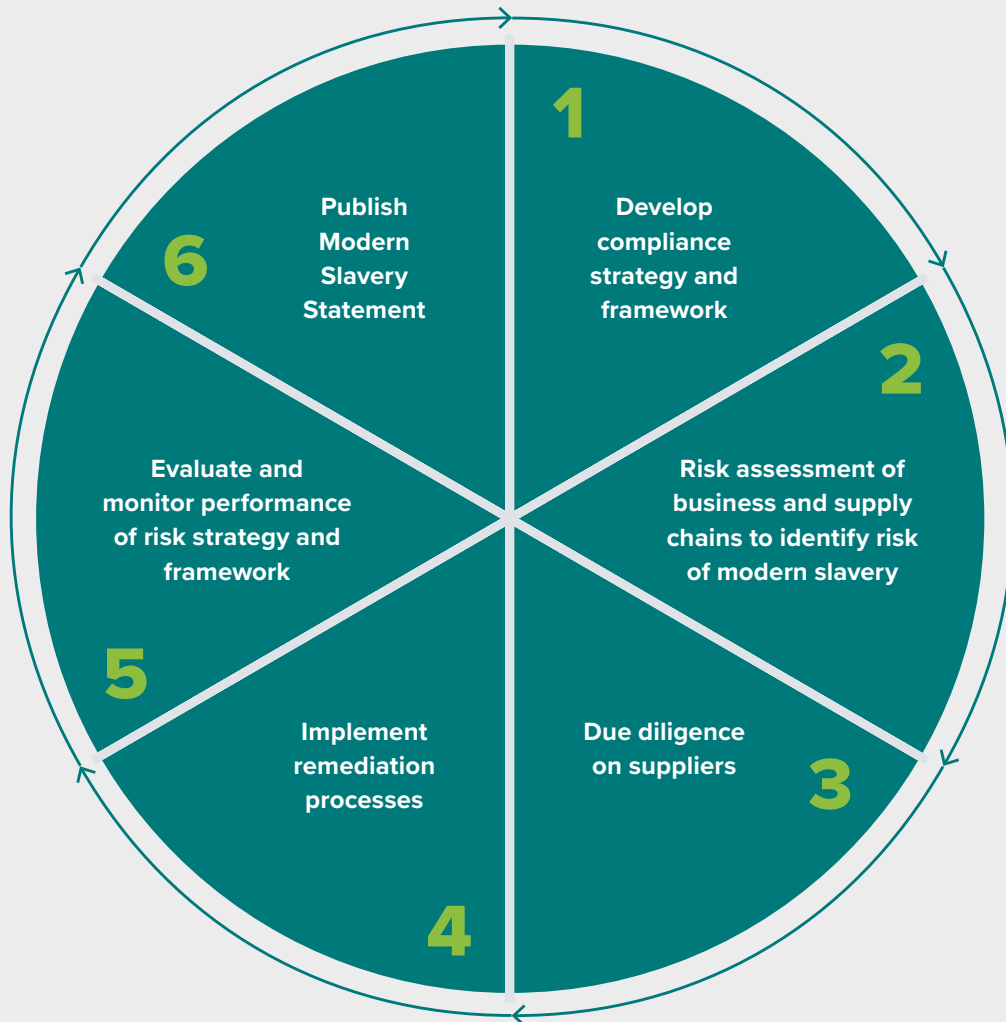 1
Develop
compliance
strategy and
framework
2
Risk assessment of
business and supply
chains to identify risk
of modern slavery
3
Due diligence
on suppliers
4
Implement
remediation
processes
5
Evaluate and
monitor performance
of risk strategy and
framework
6
Publish
Modern
Slavery
Statement